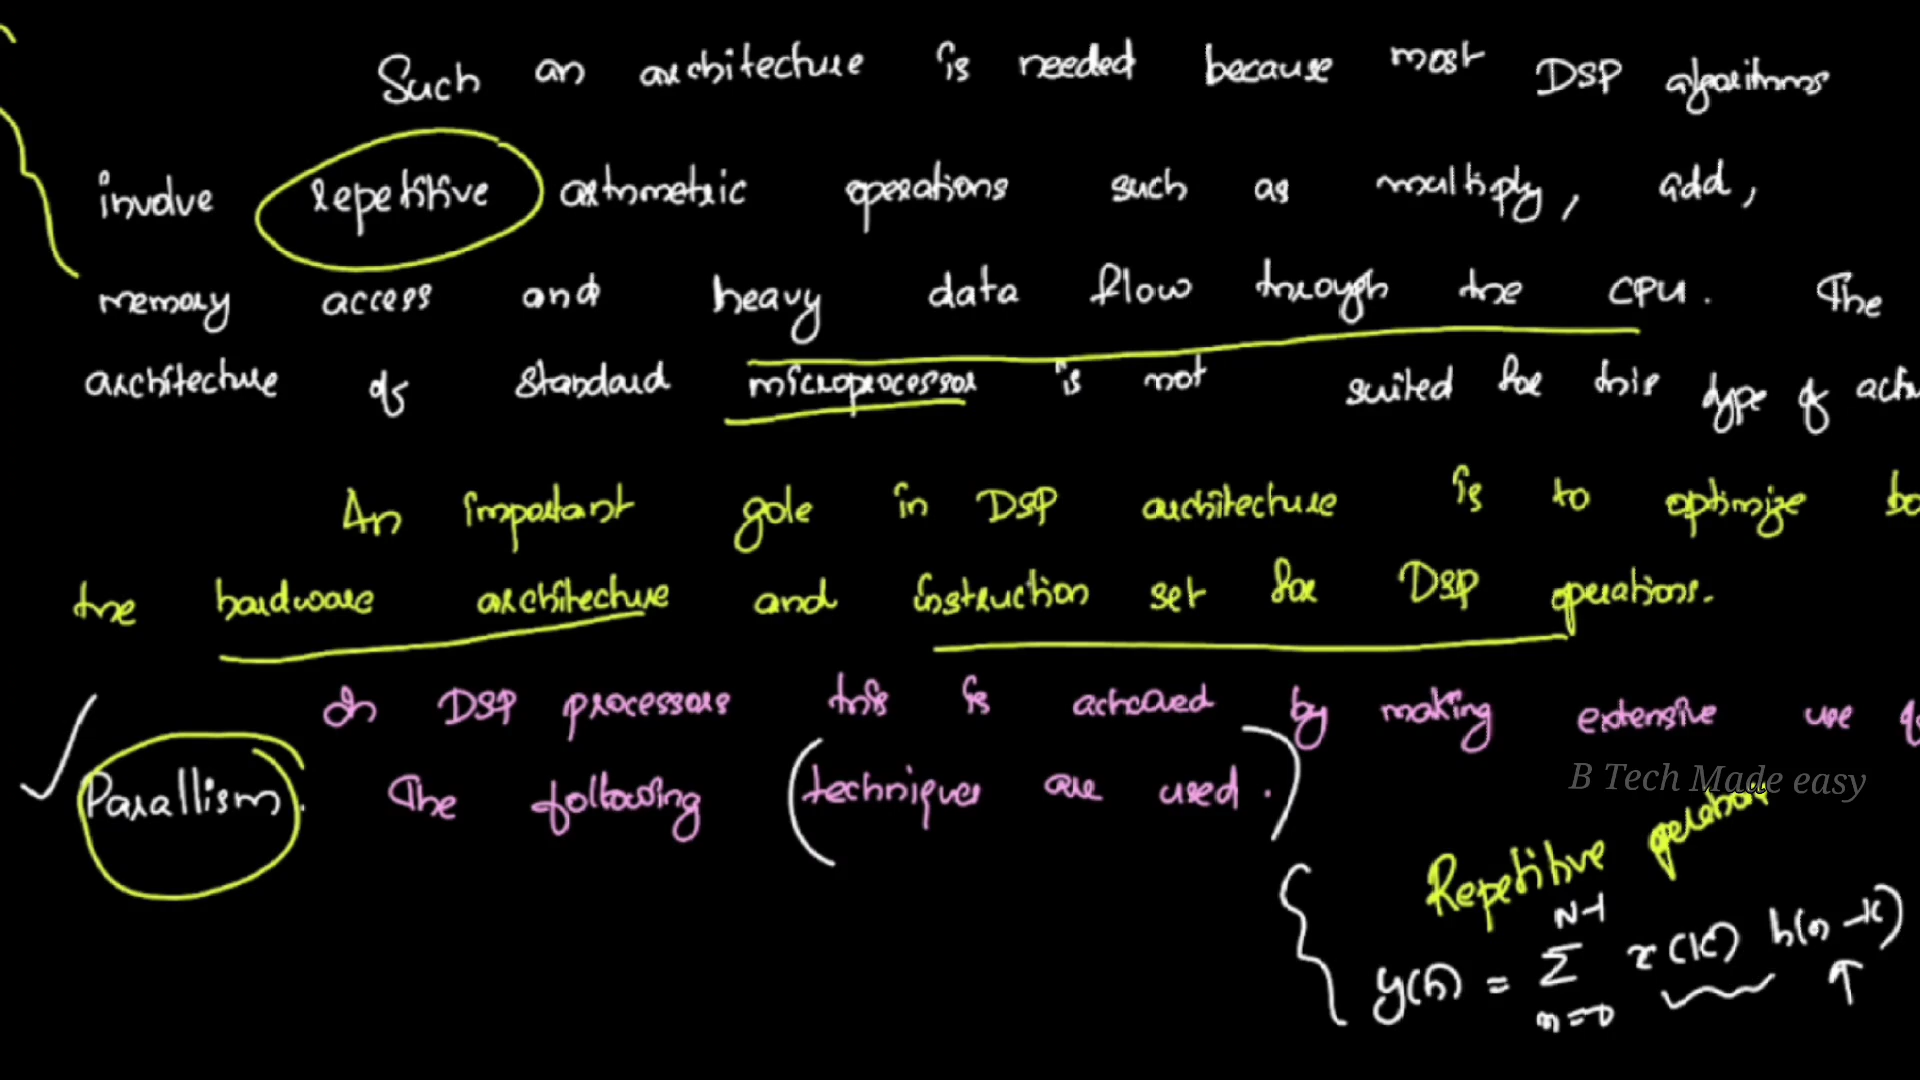 Such an architecture is needed because most DSP algorithms
involve repetitive arthmetric operations such as multiply, add,
memory access and heavy data flow through the CPU. The
architecture of standard microprocessor is not suited for this type of
An important gole in DSP architecture is to optimize
the hardware architecture and instruction set for DSP operations.
In DSP processors this is by making extensive use of
Parallism. The following (techniques are used.)
B Tech Made easy
Repetitive operation
y(n) = N-1 Σ n=0 x(k) h(n-k)